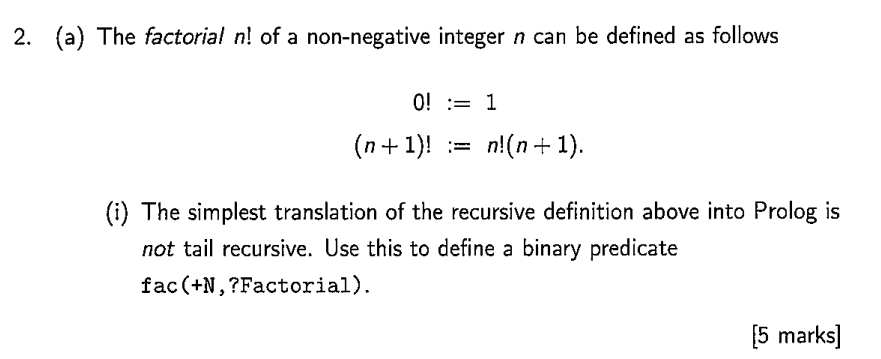 2. (a) The factorial n! of a non-negative integer n can be defined as follows
0! := 1
(n + 1)! := n!(n + 1).
(i) The simplest translation of the recursive definition above into Prolog is
not tail recursive. Use this to define a binary predicate
fac(+N,?Factorial).
[5 marks]